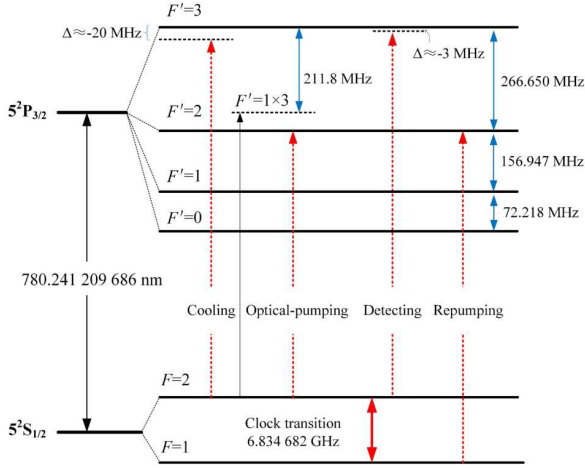 F'=3
Δ≈-20 MHz
Δ≈-3 MHz
211.8 MHz
266.650 MHz
F'=2
F'=1×3
5²P3/2
156.947 MHz
F'=1
72.218 MHz
F'=0
780.241 209 686 nm
Cooling Optical-pumping Detecting Repumping
F=2
Clock transition
6.834 682 GHz
5²S1/2
F=1